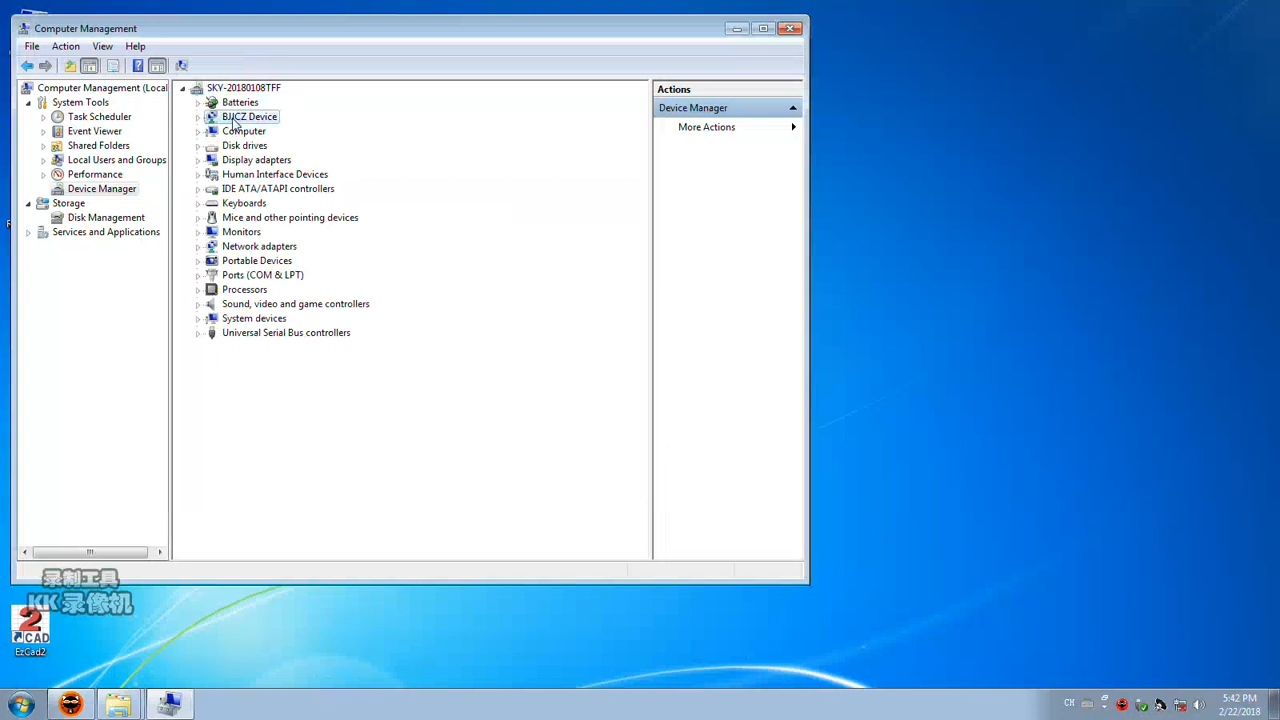 Computer Management
File Action View Help
Computer Management (Local
System Tools
Task Scheduler
Event Viewer
Shared Folders
Local Users and Groups
Performance
Device Manager
Storage
Disk Management
Services and Applications
SKY-20180108TFF
Batteries
BJJCZ Device
Computer
Disk drives
Display adapters
Human Interface Devices
IDE ATA/ATAPI controllers
Keyboards
Mice and other pointing devices
Monitors
Network adapters
Portable Devices
Ports (COM & LPT)
Processors
Sound, video and game controllers
System devices
Universal Serial Bus controllers
Actions
Device Manager
More Actions
录制工具
KK 录像机
2
CAD
EzCad2
CH
5:42 PM
2/22/2018